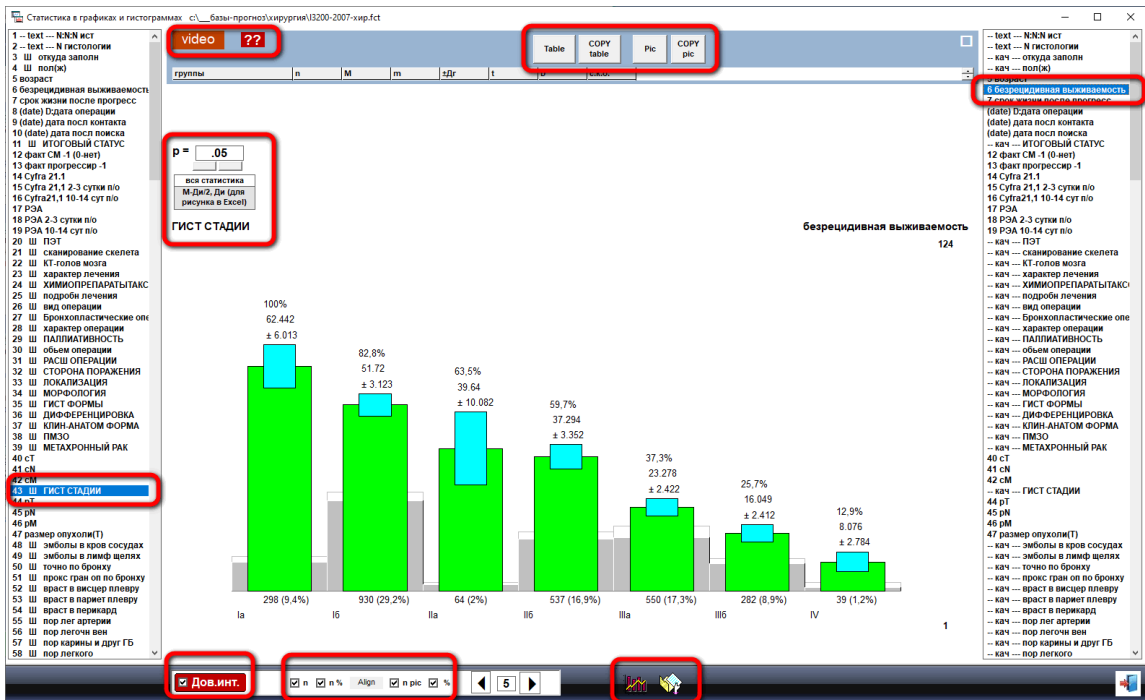 Статистика в графиках и гистограммах с:\___базы-прогноз\хирургия\I3200-2007-хир.fct
1 -- text --- N:N:N ист
2 -- text --- N гистологии
3 Ш откуда заполн
4 Ш пол(ж)
5 возраст
6 безрецидивная выживаемость
7 срок жизни после прогресс
8 (date) D:дата операции
9 (date) дата посл контакта
10 (date) дата посл поиска
11 Ш ИТОГОВЫЙ СТАТУС
12 факт СМ -1 (0-нет)
13 факт прогрессир -1
14 Cyfra 21.1
15 Cyfra 21,1 2-3 сутки п/о
16 Cyfra21,1 10-14 сут п/о
17 РЭА
18 РЭА 2-3 сутки п/о
19 РЭА 10-14 сут п/о
20 Ш ПЭТ
21 Ш сканирование скелета
22 Ш КТ-голов мозга
23 Ш характер лечения
24 Ш ХИМИОПРЕПАРАТЫТАКС
25 Ш подробн лечения
26 Ш вид операции
27 Ш Бронхопластические опе
28 Ш характер операции
29 Ш ПАЛЛИАТИВНОСТЬ
30 Ш обьем операции
31 Ш РАСШ ОПЕРАЦИИ
32 Ш СТОРОНА ПОРАЖЕНИЯ
33 Ш ЛОКАЛИЗАЦИЯ
34 Ш МОРФОЛОГИЯ
35 Ш ГИСТ ФОРМЫ
36 Ш ДИФФЕРЕНЦИРОВКА
37 Ш КЛИН-АНАТОМ ФОРМА
38 Ш ПМЗО
39 Ш МЕТАХРОННЫЙ РАК
40 cT
41 cN
42 cM
43 Ш ГИСТ СТАДИИ
44 pT
45 pN
46 pM
47 размер опухоли(Т)
48 Ш эмболы в кров сосудах
49 Ш эмболы в лимф щелях
50 Ш точно по бронху
51 Ш прокс гран оп по бронху
52 Ш враст в висцер плевру
53 Ш враст в париет плевру
54 Ш враст в перикард
55 Ш пор лег артерии
56 Ш пор легочн вен
57 Ш пор карины и друг ГБ
58 Ш пор легкого
video ??
Table COPY table Pic COPY pic
группы n M m ±Дг t D с.к.о.
p = .05
вся статистика
М-Ди/2, Ди (для
рисунка в Excel)
ГИСТ СТАДИИ
безрецидивная выживаемость
124
100%
62.442
± 6.013
82,8%
51.72
± 3.123
63,5%
39.64
± 10.082
59,7%
37.294
± 3.352
37,3%
23.278
± 2.422
25,7%
16.049
± 2.412
12,9%
8.076
± 2.784
298 (9,4%) 930 (29,2%) 64 (2%) 537 (16,9%) 550 (17,3%) 282 (8,9%) 39 (1,2%)
Ia Iб IIa IIб IIIa IIIб IV
1
Дов.инт. n n % Align n pic % 5
-- text --- N:N:N ист
-- text --- N гистологии
-- кач --- откуда заполн
-- кач --- пол(ж)
5 возраст
6 безрецидивная выживаемость
7 срок жизни после прогресс
(date) D:дата операции
(date) дата посл контакта
(date) дата посл поиска
-- кач --- ИТОГОВЫЙ СТАТУС
12 факт СМ -1 (0-нет)
13 факт прогрессир -1
14 Cyfra 21.1
15 Cyfra 21,1 2-3 сутки п/о
16 Cyfra21,1 10-14 сут п/о
17 РЭА
18 РЭА 2-3 сутки п/о
19 РЭА 10-14 сут п/о
-- кач --- ПЭТ
-- кач --- сканирование скелета
-- кач --- КТ-голов мозга
-- кач --- характер лечения
-- кач --- ХИМИОПРЕПАРАТЫТАКС
-- кач --- подробн лечения
-- кач --- вид операции
-- кач --- Бронхопластические опе
-- кач --- характер операции
-- кач --- ПАЛЛИАТИВНОСТЬ
-- кач --- обьем операции
-- кач --- РАСШ ОПЕРАЦИИ
-- кач --- СТОРОНА ПОРАЖЕНИЯ
-- кач --- ЛОКАЛИЗАЦИЯ
-- кач --- МОРФОЛОГИЯ
-- кач --- ГИСТ ФОРМЫ
-- кач --- ДИФФЕРЕНЦИРОВКА
-- кач --- КЛИН-АНАТОМ ФОРМА
-- кач --- ПМЗО
-- кач --- МЕТАХРОННЫЙ РАК
40 cT
41 cN
42 cM
-- кач --- ГИСТ СТАДИИ
44 pT
45 pN
46 pM
47 размер опухоли(Т)
-- кач --- эмболы в кров сосудах
-- кач --- эмболы в лимф щелях
-- кач --- точно по бронху
-- кач --- прокс гран оп по бронху
-- кач --- враст в висцер плевру
-- кач --- враст в париет плевру
-- кач --- враст в перикард
-- кач --- пор лег артерии
-- кач --- пор легочн вен
-- кач --- пор карины и друг ГБ
-- кач --- пор легкого